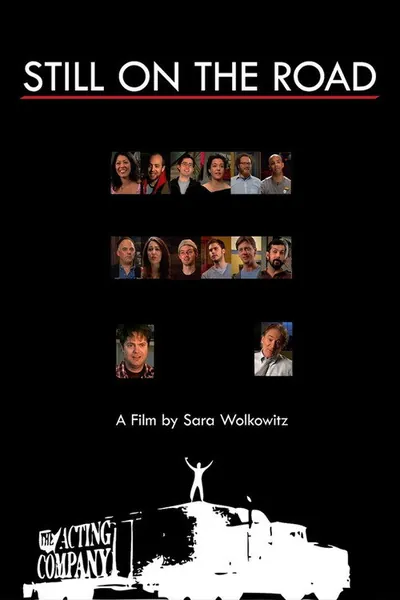 STILL ON THE ROAD
A Film by Sara Wolkowitz
THE ACTING
COMPANY